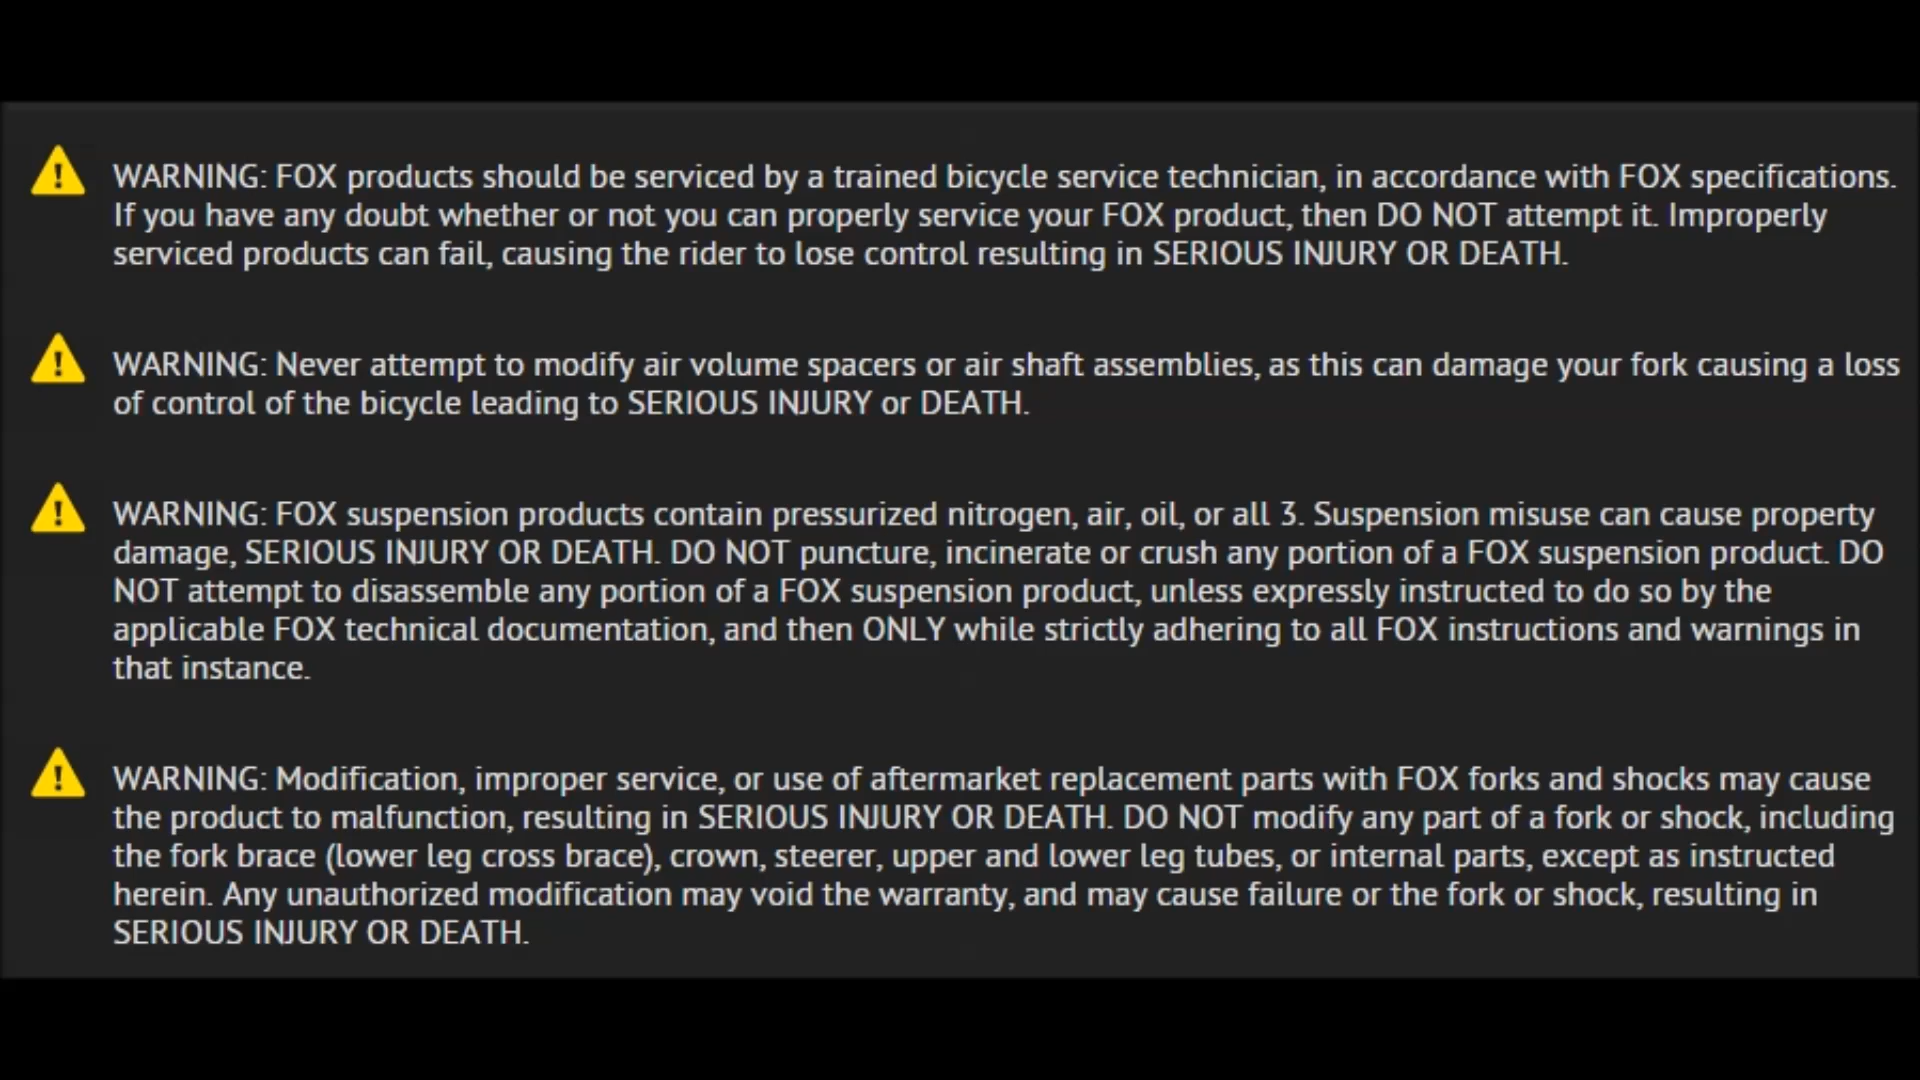 WARNING: FOX products should be serviced by a trained bicycle service technician, in accordance with FOX specifications.
If you have any doubt whether or not you can properly service your FOX product, then DO NOT attempt it. Improperly
serviced products can fail, causing the rider to lose control resulting in SERIOUS INJURY OR DEATH.
WARNING: Never attempt to modify air volume spacers or air shaft assemblies, as this can damage your fork causing a loss
of control of the bicycle leading to SERIOUS INJURY or DEATH.
WARNING: FOX suspension products contain pressurized nitrogen, air, oil, or all 3. Suspension misuse can cause property
damage, SERIOUS INJURY OR DEATH. DO NOT puncture, incinerate or crush any portion of a FOX suspension product. DO
NOT attempt to disassemble any portion of a FOX suspension product, unless expressly instructed to do so by the
applicable FOX technical documentation, and then ONLY while strictly adhering to all FOX instructions and warnings in
that instance.
WARNING: Modification, improper service, or use of aftermarket replacement parts with FOX forks and shocks may cause
the product to malfunction, resulting in SERIOUS INJURY OR DEATH. DO NOT modify any part of a fork or shock, including
the fork brace (lower leg cross brace), crown, steerer, upper and lower leg tubes, or internal parts, except as instructed
herein. Any unauthorized modification may void the warranty, and may cause failure or the fork or shock, resulting in
SERIOUS INJURY OR DEATH.